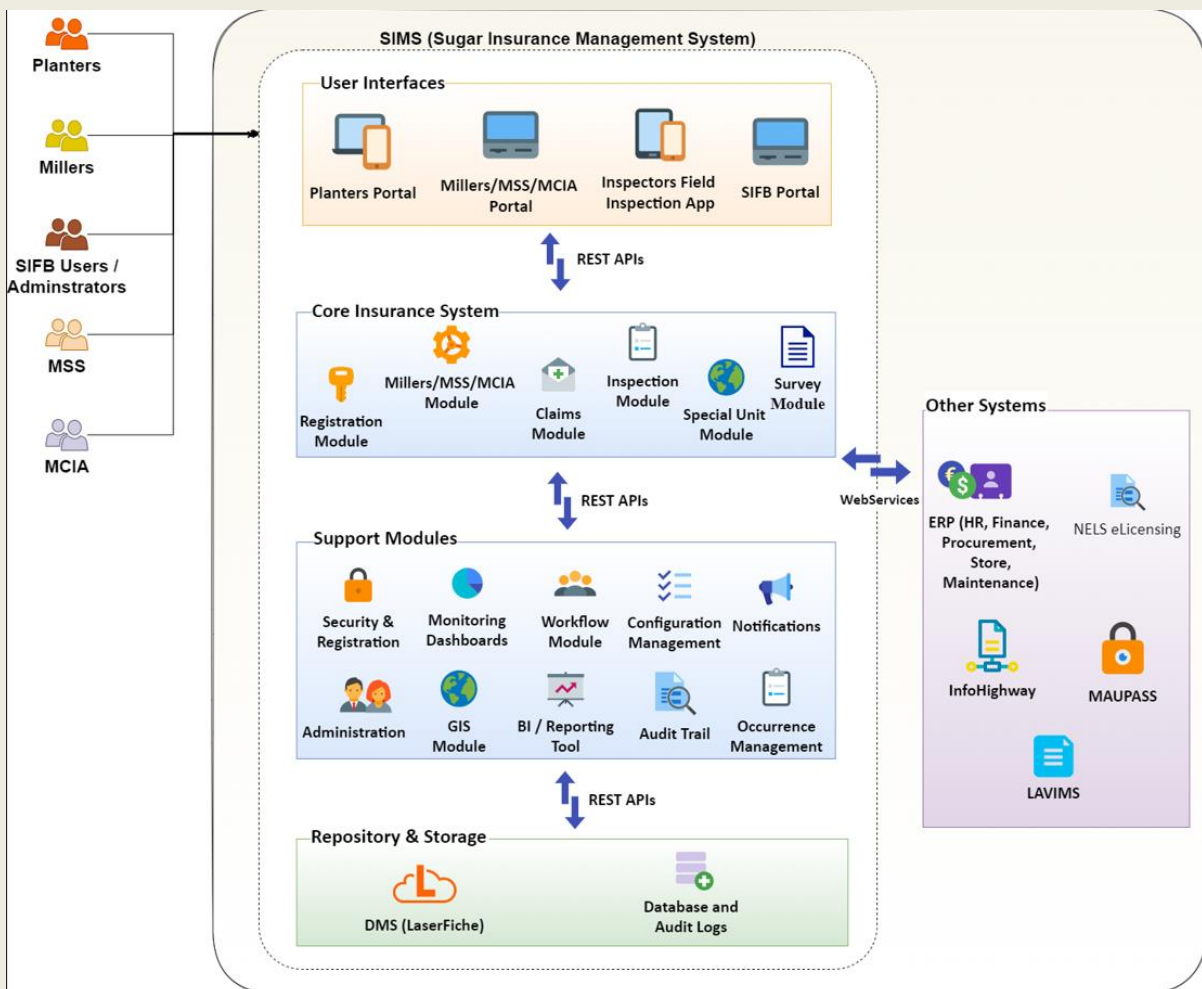 SIMS (Sugar Insurance Management System)
Planters
Millers
SIFB Users /
Adminstrators
MSS
MCIA
User Interfaces
Planters Portal
Millers/MSS/MCIA
Portal
Inspectors Field
Inspection App
SIFB Portal
REST APIs
Core Insurance System
Registration
Module
Millers/MSS/MCIA
Module
Claims
Module
Inspection
Module
Special Unit
Module
Survey
Module
WebServices
REST APIs
Support Modules
Security &
Registration
Monitoring
Dashboards
Workflow
Module
Configuration
Management
Notifications
Administration
GIS
Module
BI / Reporting
Tool
Audit Trail
Occurrence
Management
REST APIs
Repository & Storage
L
DMS (LaserFiche)
Database and
Audit Logs
Other Systems
€
$
ERP (HR, Finance,
Procurement,
Store,
Maintenance)
NELS eLicensing
InfoHighway
MAUPASS
LAVIMS